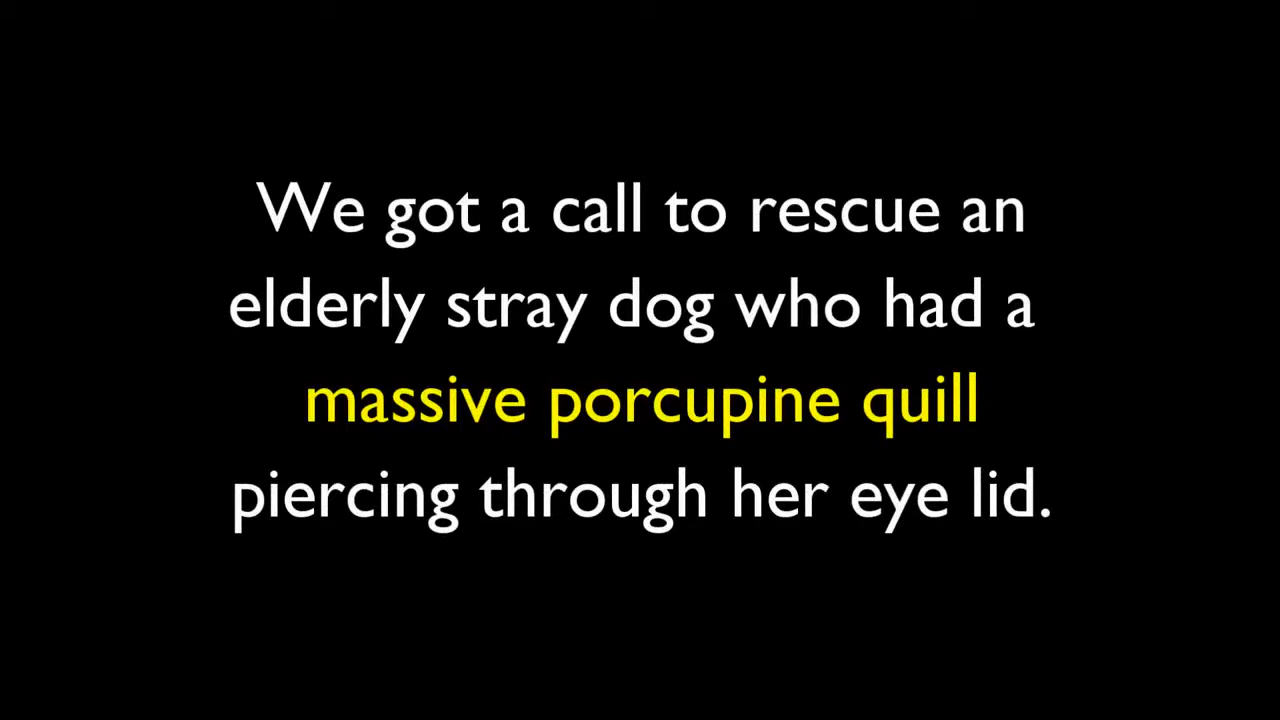 We got a call to rescue an
elderly stray dog who had a
massive porcupine quill
piercing through her eye lid.